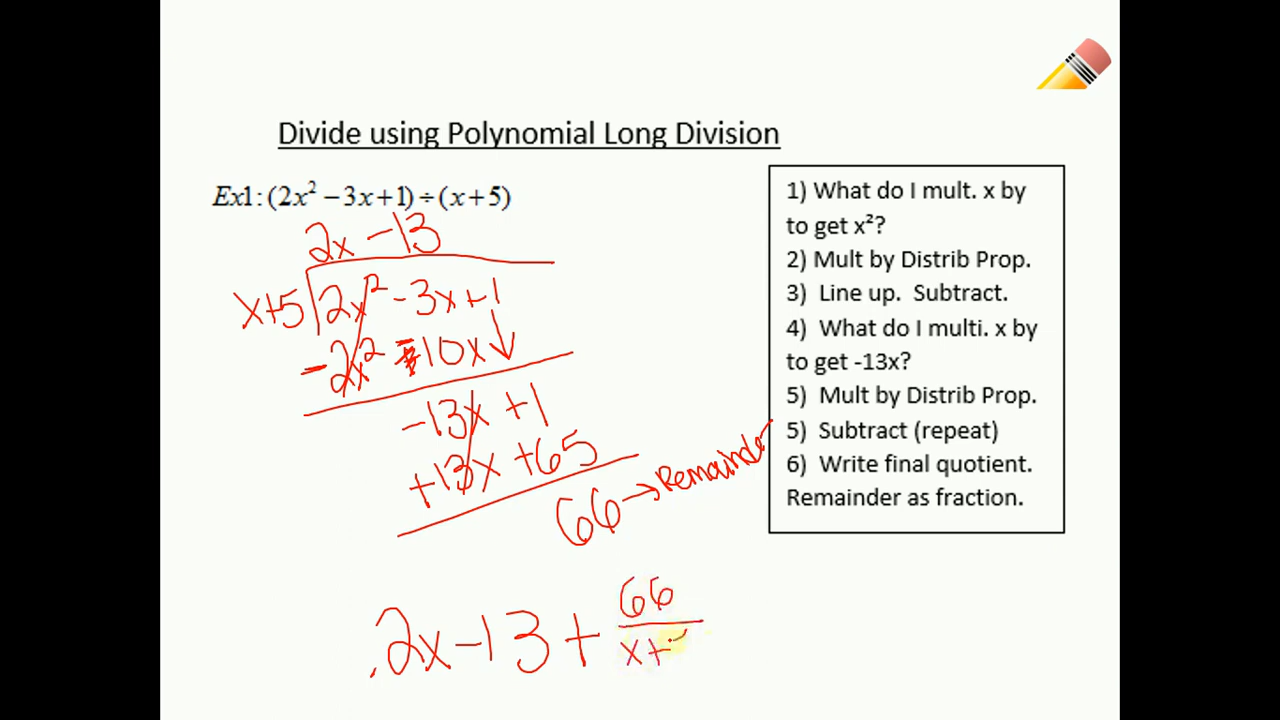 Divide using Polynomial Long Division
Ex1: (2x² − 3x + 1) ÷ (x + 5)
2x −13
x+5 2x² −3x +1
−2x² −10x
−13x +1
+13x +65
66 → Remainder
2x −13 + 66
x+
1) What do I mult. x by
to get x²?
2) Mult by Distrib Prop.
3) Line up. Subtract.
4) What do I multi. x by
to get -13x?
5) Mult by Distrib Prop.
5) Subtract (repeat)
6) Write final quotient.
Remainder as fraction.